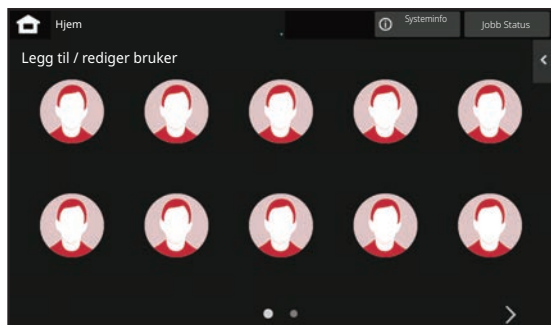 Hjem
Systeminfo
Jobb Status
Legg til / rediger bruker